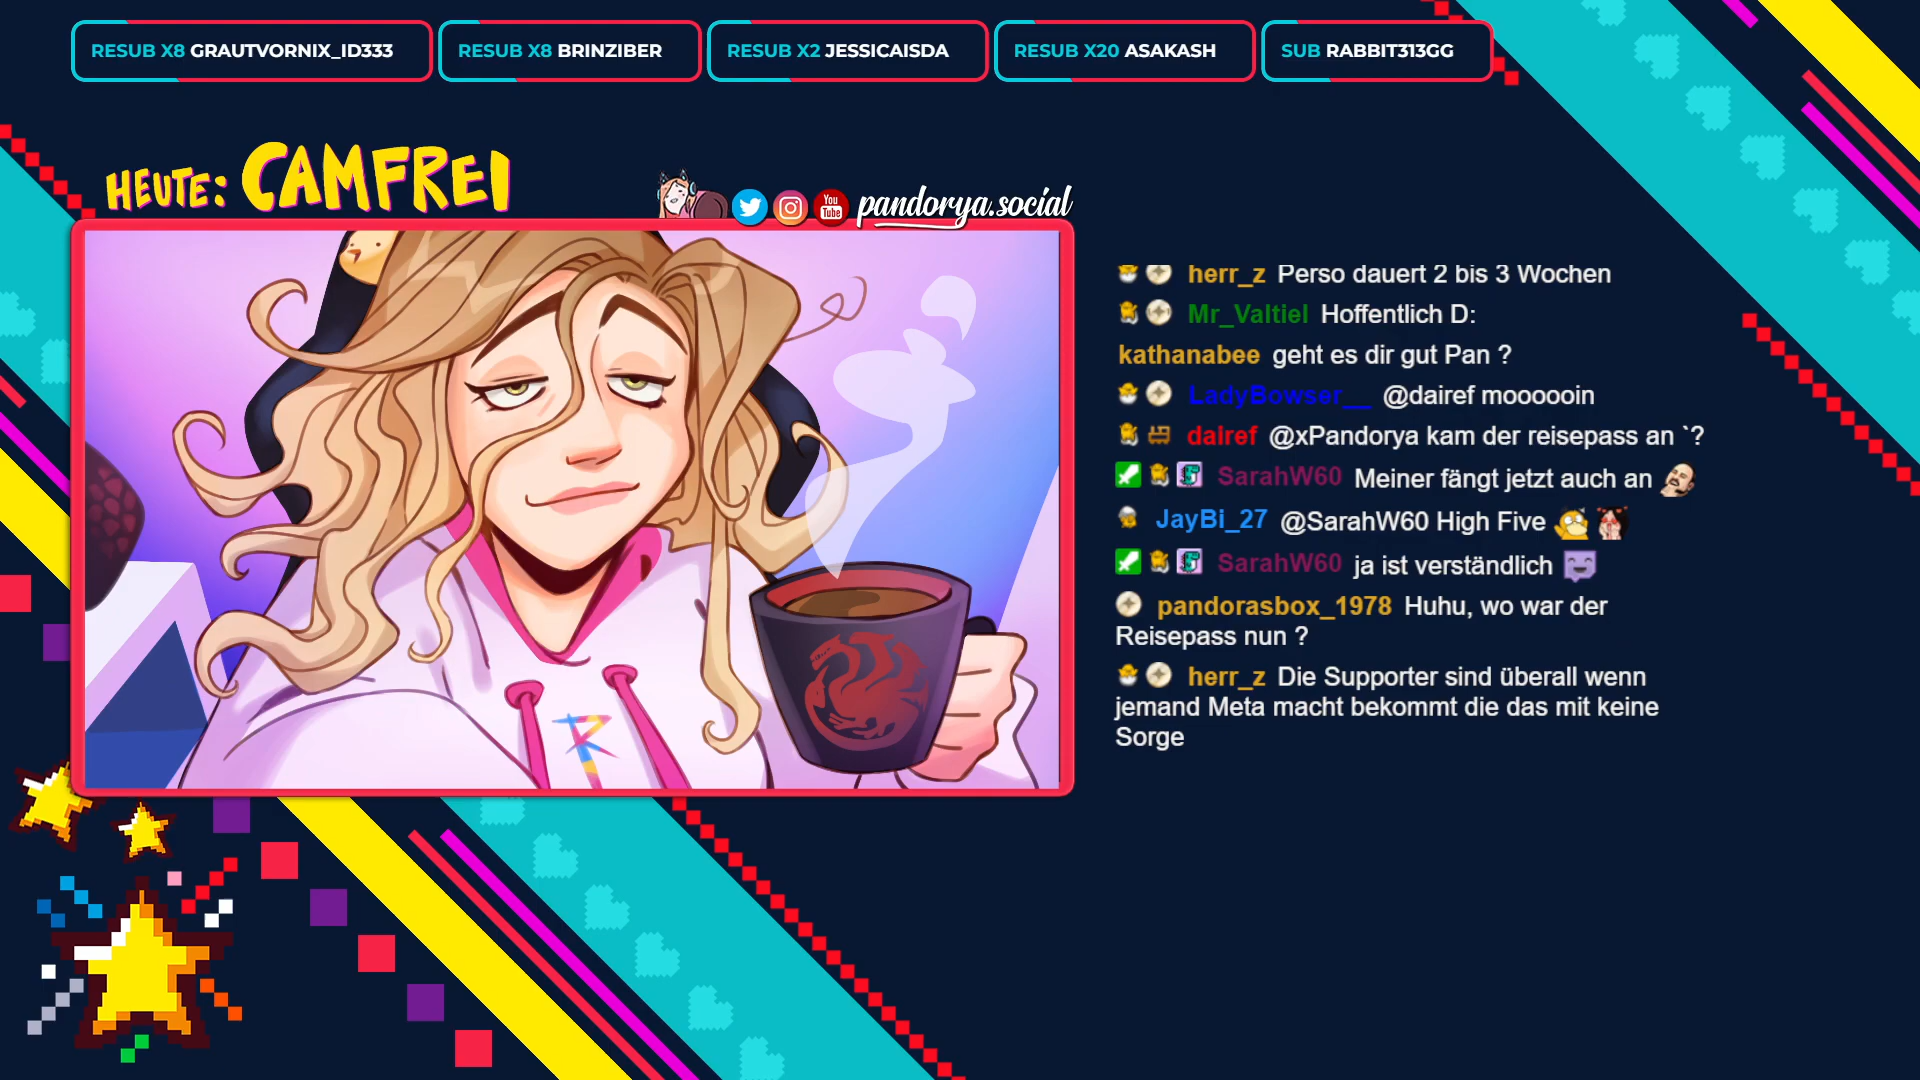 RESUB X8 GRAUTVORNIX_ID333
RESUB X8 BRINZIBER
RESUB X2 JESSICAISDA
RESUB X20 ASAKASH
SUB RABBIT313GG
HEUTE: CAMFREI
You Tube
pandorya.social
herr_z Perso dauert 2 bis 3 Wochen
Mr_Valtiel Hoffentlich D:
kathanabee geht es dir gut Pan ?
LadyBowser__ @dairef moooooin
dairef @xPandorya kam der reisepass an `?
SarahW60 Meiner fängt jetzt auch an
JayBi_27 @SarahW60 High Five
SarahW60 ja ist verständlich
pandorasbox_1978 Huhu, wo war der
Reisepass nun ?
herr_z Die Supporter sind überall wenn
jemand Meta macht bekommt die das mit keine
Sorge
R